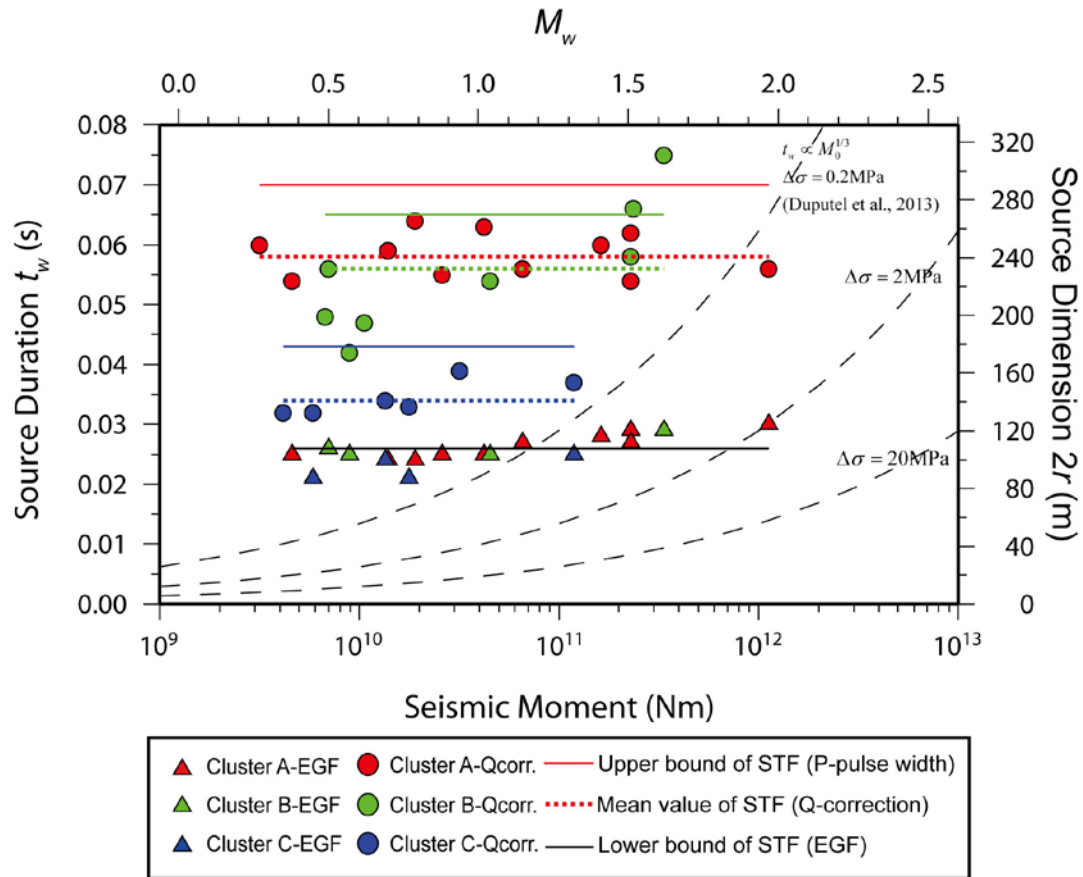 M_w
0.0 0.5 1.0 1.5 2.0 2.5
0.08
0.07
0.06
0.05
0.04
0.03
0.02
0.01
0.00
Source Duration t_w (s)
320
280
240
200
160
120
80
40
0
Source Dimension 2r (m)
t_w ∝ M_0^{1/3}
Δσ = 0.2MPa
(Duputel et al., 2013)
Δσ = 2MPa
Δσ = 20MPa
10^9 10^10 10^11 10^12 10^13
Seismic Moment (Nm)
Cluster A-EGF Cluster A-Qcorr. Upper bound of STF (P-pulse width)
Cluster B-EGF Cluster B-Qcorr. Mean value of STF (Q-correction)
Cluster C-EGF Cluster C-Qcorr. Lower bound of STF (EGF)